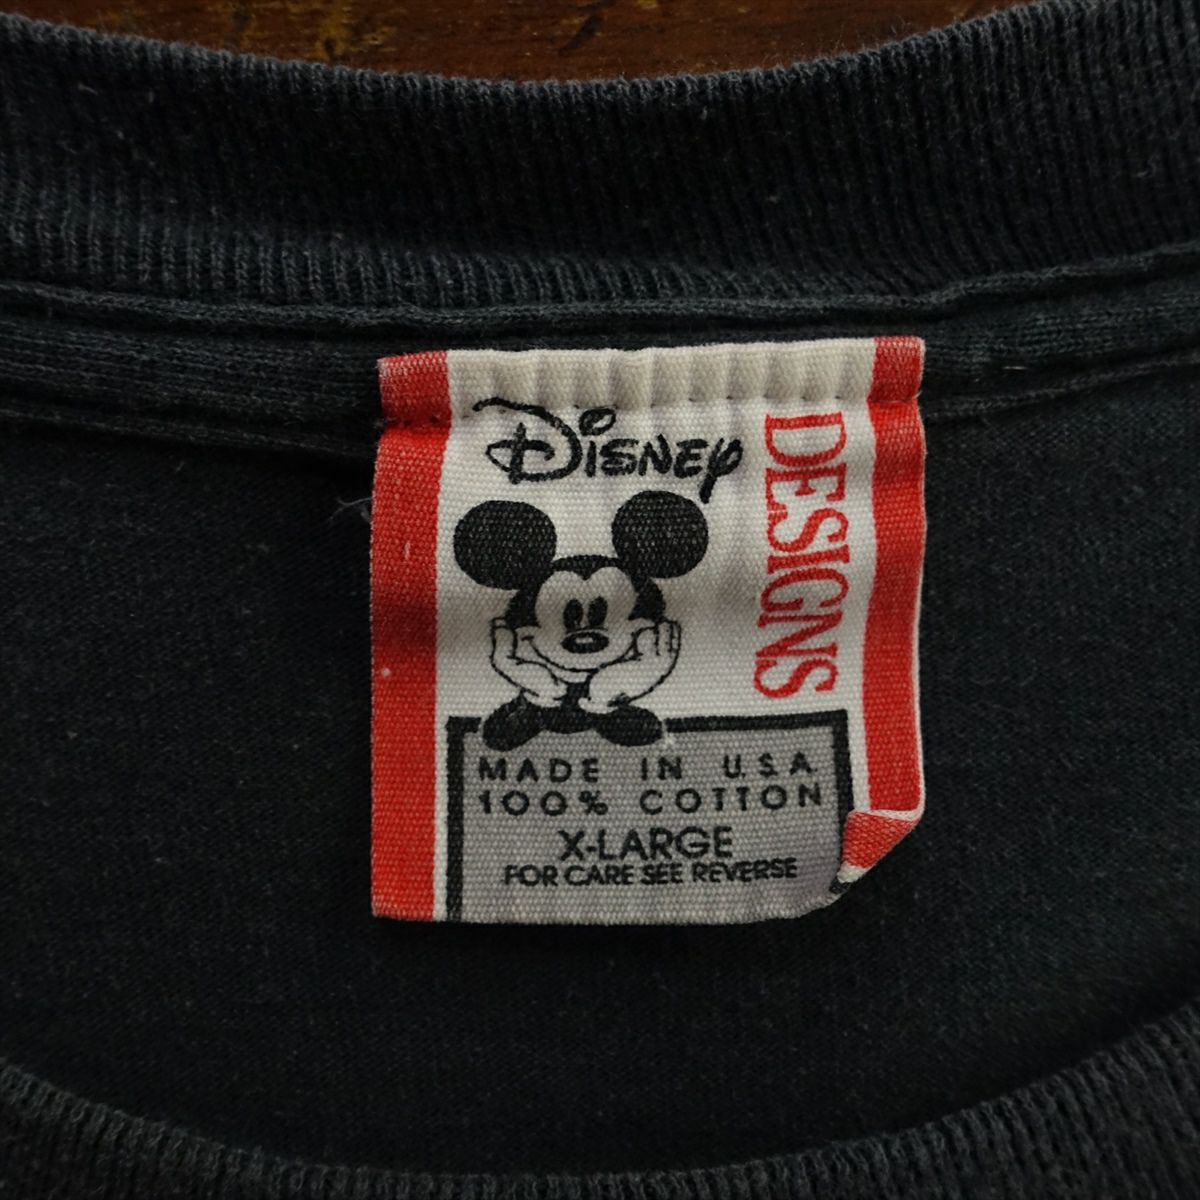 Disney
DESIGNS
MADE IN U.S.A.
100% COTTON
X-LARGE
FOR CARE SEE REVERSE